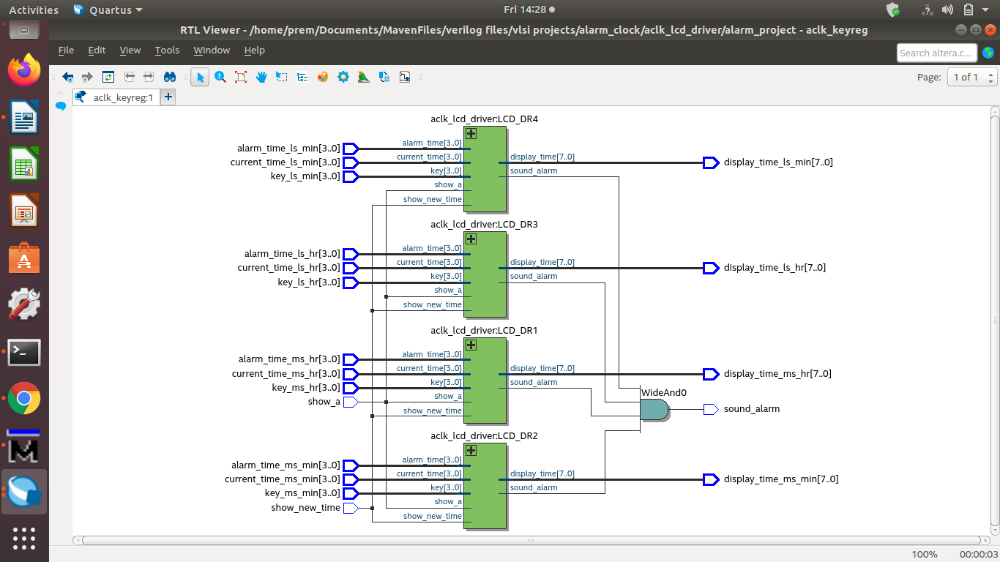 Activities Quartus Fri 14:28
RTL Viewer - /home/prem/Documents/MavenFiles/verilog files/vlsi projects/alarm_clock/aclk_lcd_driver/alarm_project - aclk_keyreg
File Edit View Tools Window Help Search altera.c...
Page: 1 of 1
aclk_keyreg:1
aclk_lcd_driver:LCD_DR4
alarm_time_ls_min[3..0] alarm_time[3..0]
current_time_ls_min[3..0] current_time[3..0] display_time[7..0] display_time_ls_min[7..0]
key_ls_min[3..0] key[3..0] sound_alarm
show_a
show_new_time
aclk_lcd_driver:LCD_DR3
alarm_time_ls_hr[3..0] alarm_time[3..0]
current_time_ls_hr[3..0] current_time[3..0] display_time[7..0] display_time_ls_hr[7..0]
key_ls_hr[3..0] key[3..0] sound_alarm
show_a
show_new_time
aclk_lcd_driver:LCD_DR1
alarm_time_ms_hr[3..0] alarm_time[3..0]
current_time_ms_hr[3..0] current_time[3..0] display_time[7..0] display_time_ms_hr[7..0]
key_ms_hr[3..0] key[3..0] sound_alarm
WideAnd0
show_a show_a
show_new_time sound_alarm
aclk_lcd_driver:LCD_DR2
alarm_time_ms_min[3..0] alarm_time[3..0]
current_time_ms_min[3..0] current_time[3..0] display_time[7..0] display_time_ms_min[7..0]
key_ms_min[3..0] key[3..0] sound_alarm
show_new_time show_a
show_new_time
100% 00:00:03